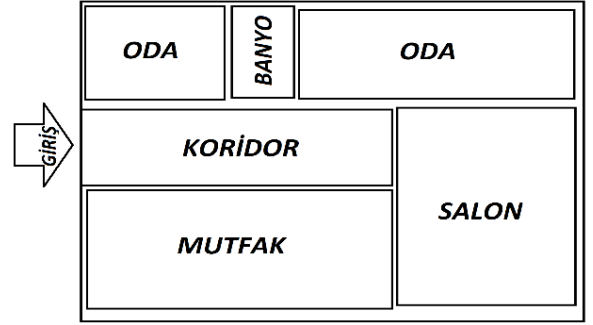 ODA
BANYO
ODA
GİRİŞ
KORİDOR
SALON
MUTFAK